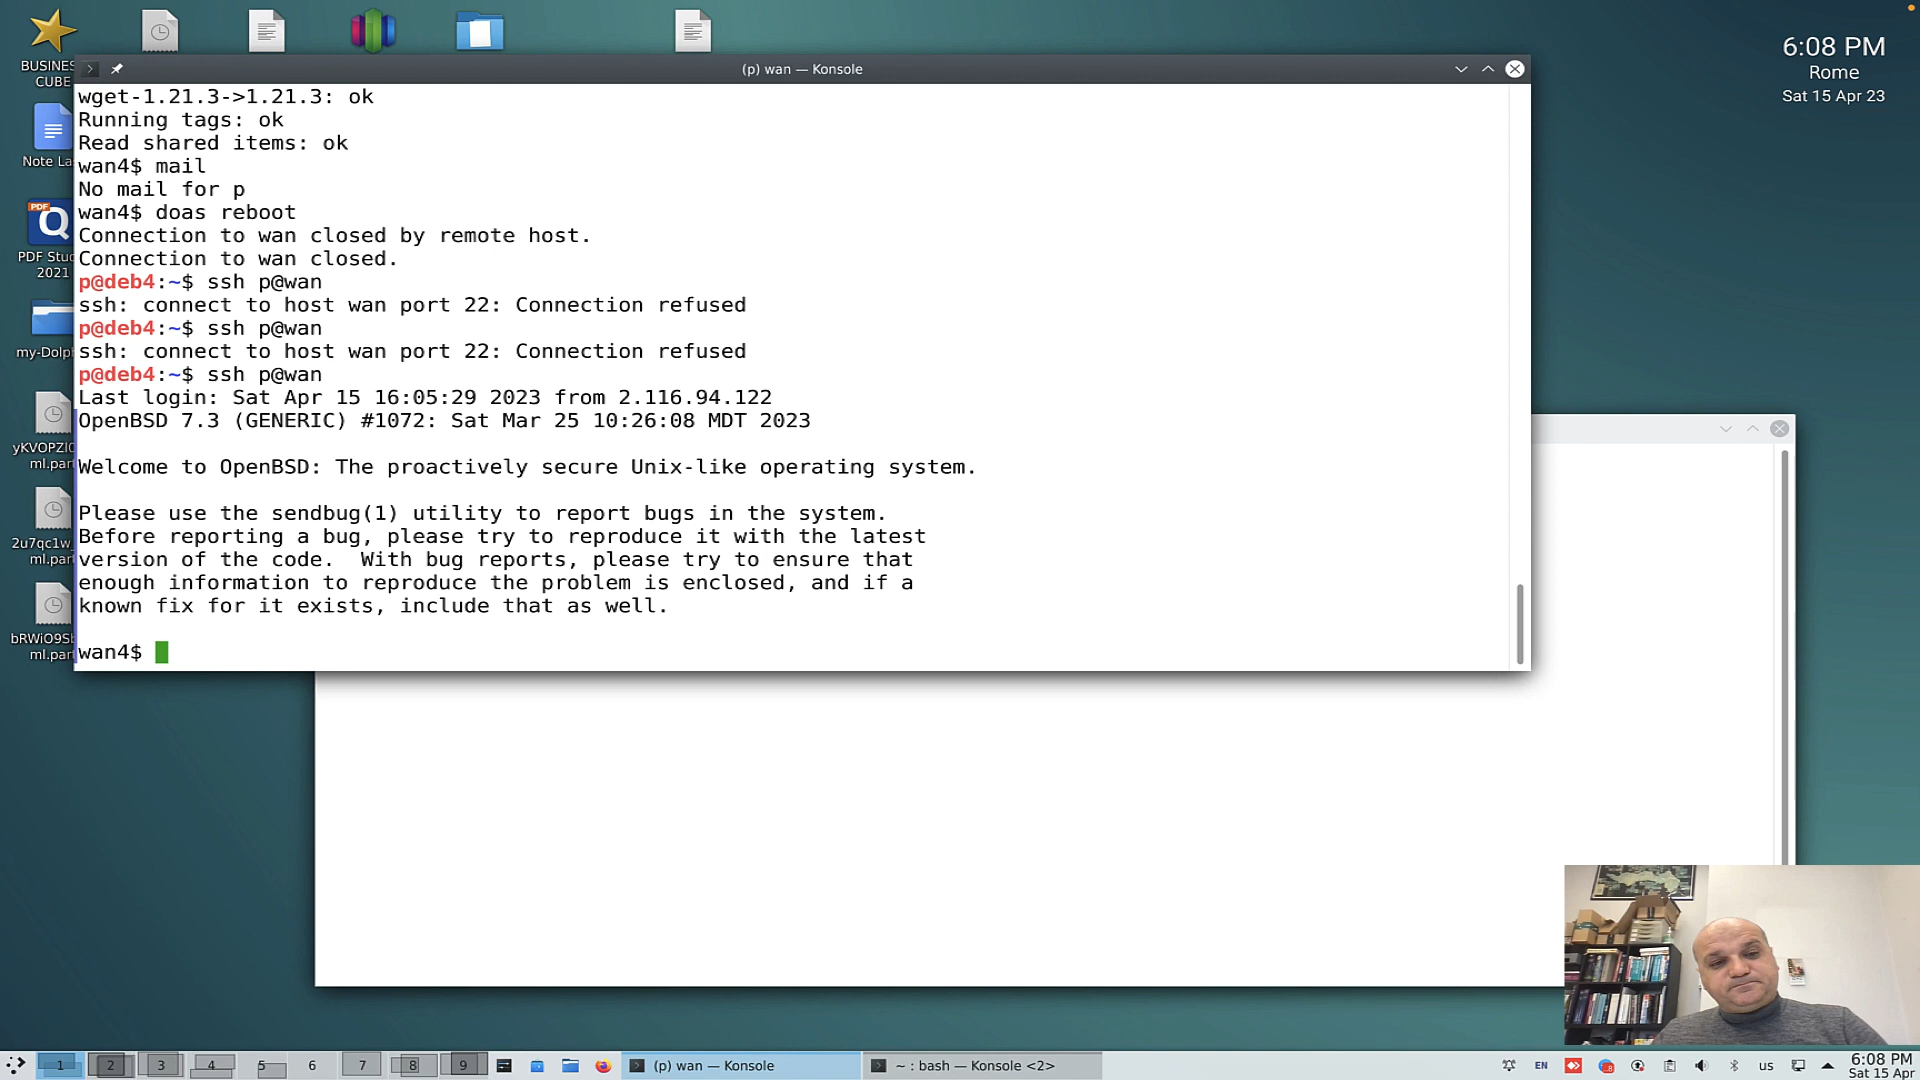 BUSINES
CUBE
Note La
PDF
PDF Stu
2021
my-Dolp
yKVOPZI
ml.part
2u7qc1w
ml.par
bRWiO9S
ml.par
(p) wan — Konsole
wget-1.21.3->1.21.3: ok
Running tags: ok
Read shared items: ok
wan4$ mail
No mail for p
wan4$ doas reboot
Connection to wan closed by remote host.
Connection to wan closed.
p@deb4:~$ ssh p@wan
ssh: connect to host wan port 22: Connection refused
p@deb4:~$ ssh p@wan
ssh: connect to host wan port 22: Connection refused
p@deb4:~$ ssh p@wan
Last login: Sat Apr 15 16:05:29 2023 from 2.116.94.122
OpenBSD 7.3 (GENERIC) #1072: Sat Mar 25 10:26:08 MDT 2023
Welcome to OpenBSD: The proactively secure Unix-like operating system.
Please use the sendbug(1) utility to report bugs in the system.
Before reporting a bug, please try to reproduce it with the latest
version of the code.  With bug reports, please try to ensure that
enough information to reproduce the problem is enclosed, and if a
known fix for it exists, include that as well.
wan4$
6:08 PM
Rome
Sat 15 Apr 23
1 2 3 4 5 6 7 8 9
(p) wan — Konsole
~ : bash — Konsole <2>
EN
us
6:08 PM
Sat 15 Apr